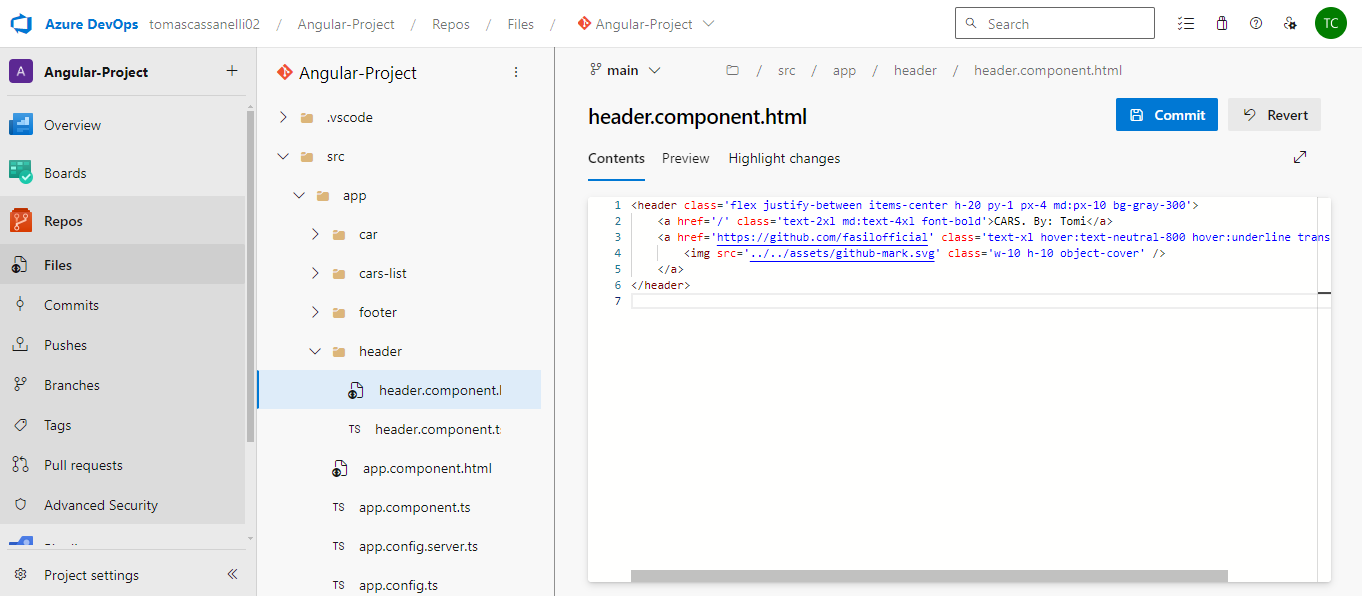 Azure DevOps tomascassanelli02 / Angular-Project / Repos / Files / Angular-Project
Search
TC
A Angular-Project +
Overview
Boards
Repos
Files
Commits
Pushes
Branches
Tags
Pull requests
Advanced Security
Project settings
Angular-Project
.vscode
src
app
car
cars-list
footer
header
header.component.
header.component.t
app.component.html
TS app.component.ts
TS app.config.server.ts
TS app.config.ts
main
/ src / app / header / header.component.html
header.component.html
Commit
Revert
Contents Preview Highlight changes
1 <header class='flex justify-between items-center h-20 py-1 px-4 md:px-10 bg-gray-300'>
2 <a href='/' class='text-2xl md:text-4xl font-bold'>CARS. By: Tomi</a>
3 <a href='https://github.com/fasilofficial' class='text-xl hover:text-neutral-800 hover:underline trans
4 <img src='../../assets/github-mark.svg' class='w-10 h-10 object-cover' />
5 </a>
6 </header>
7